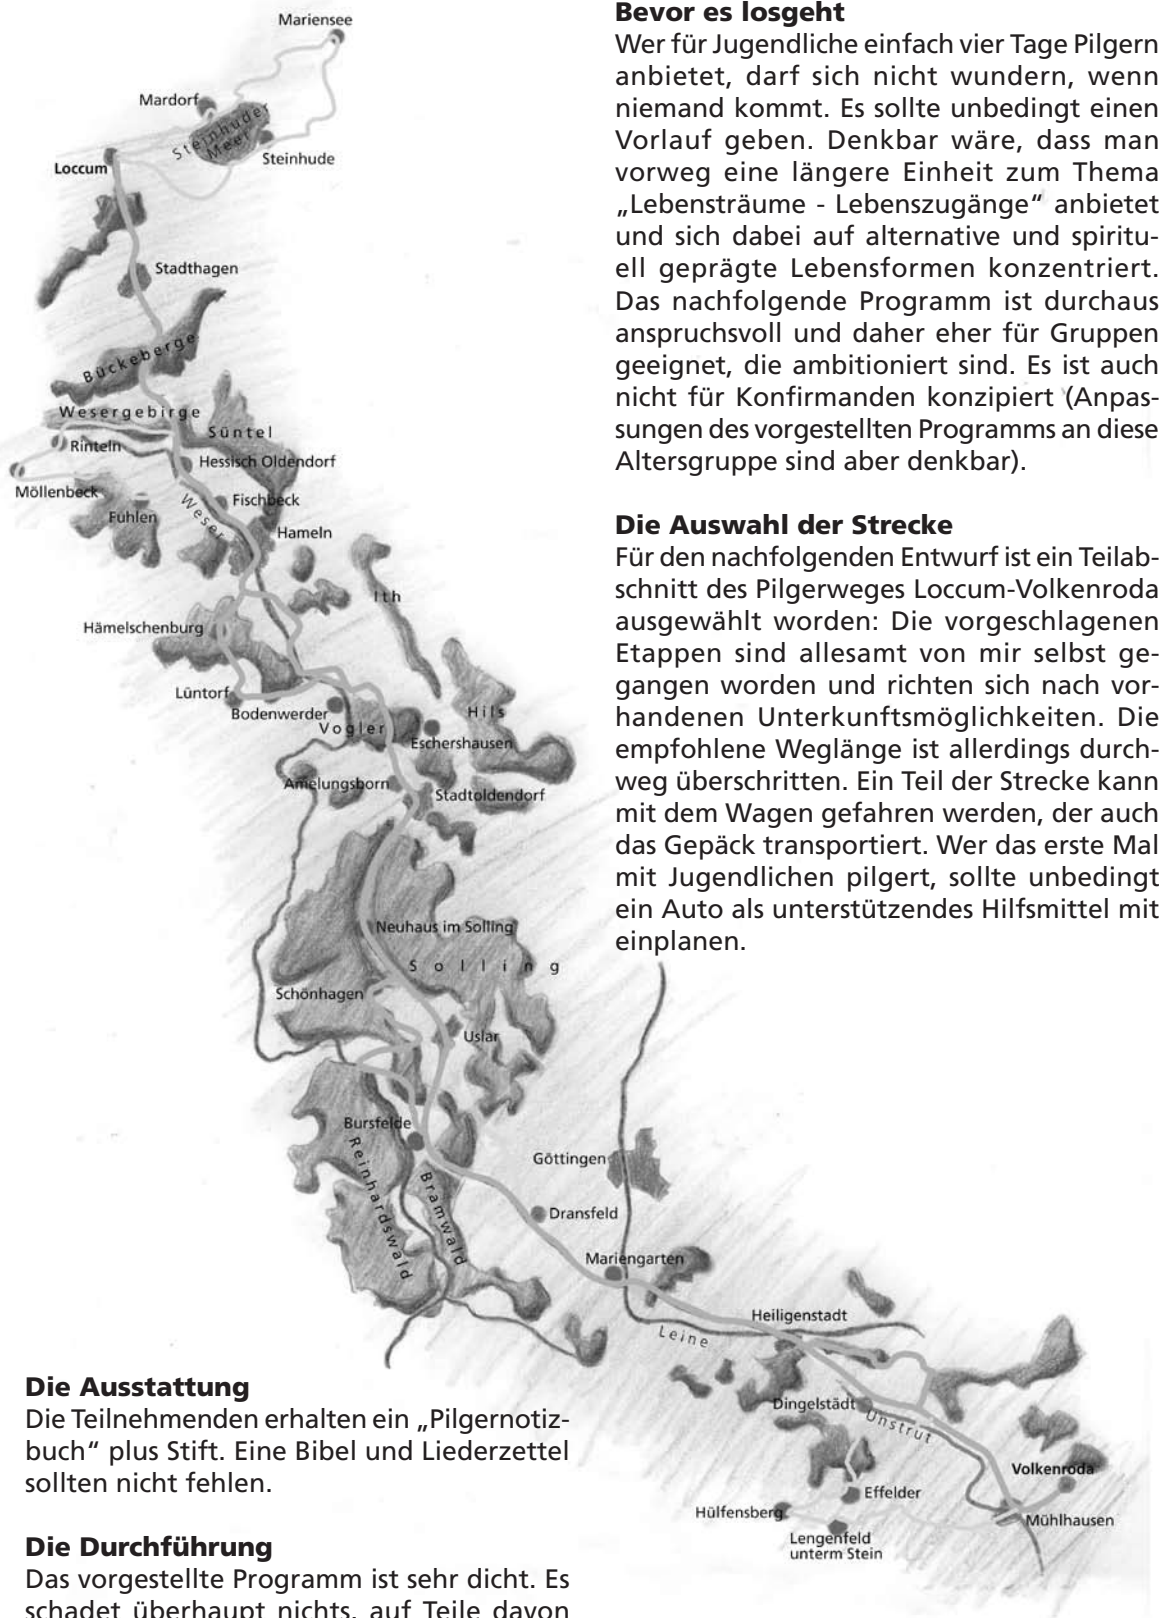 Mariensee
Mardorf
Steinhuder
Meer
Steinhude
Loccum
Stadthagen
Bückeberge
Wesergebirge
Süntel
Rinteln
Hessisch Oldendorf
Möllenbeck
Fischbeck
Weser
Fuhlen
Hameln
Ith
Hämelschenburg
Lüntorf
Bodenwerder
Vogler
Hils
Eschershausen
Amelungsborn
Stadtoldendorf
Neuhaus im Solling
Solling
Schönhagen
Uslar
Bursfelde
Reinhardswald
Bramwald
Göttingen
Dransfeld
Mariengarten
Heiligenstadt
Leine
Dingelstädt
Unstrut
Volkenroda
Effelder
Hülfensberg
Mühlhausen
Lengenfeld
unterm Stein
Die Ausstattung
Die Teilnehmenden erhalten ein „Pilgernotiz-
buch“ plus Stift. Eine Bibel und Liederzettel
sollten nicht fehlen.
Die Durchführung
Das vorgestellte Programm ist sehr dicht. Es
schadet überhaupt nichts, auf Teile davon
Bevor es losgeht
Wer für Jugendliche einfach vier Tage Pilgern
anbietet, darf sich nicht wundern, wenn
niemand kommt. Es sollte unbedingt einen
Vorlauf geben. Denkbar wäre, dass man
vorweg eine längere Einheit zum Thema
„Lebensträume - Lebenszugänge“ anbietet
und sich dabei auf alternative und spiritu-
ell geprägte Lebensformen konzentriert.
Das nachfolgende Programm ist durchaus
anspruchsvoll und daher eher für Gruppen
geeignet, die ambitioniert sind. Es ist auch
nicht für Konfirmanden konzipiert (Anpas-
sungen des vorgestellten Programms an diese
Altersgruppe sind aber denkbar).
Die Auswahl der Strecke
Für den nachfolgenden Entwurf ist ein Teilab-
schnitt des Pilgerweges Loccum-Volkenroda
ausgewählt worden: Die vorgeschlagenen
Etappen sind allesamt von mir selbst ge-
gangen worden und richten sich nach vor-
handenen Unterkunftsmöglichkeiten. Die
empfohlene Weglänge ist allerdings durch-
weg überschritten. Ein Teil der Strecke kann
mit dem Wagen gefahren werden, der auch
das Gepäck transportiert. Wer das erste Mal
mit Jugendlichen pilgert, sollte unbedingt
ein Auto als unterstützendes Hilfsmittel mit
einplanen.